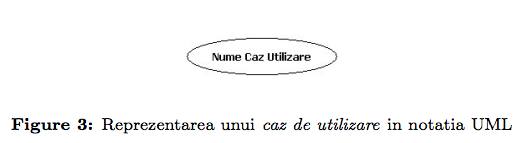 Nume Caz Utilizare
Figure 3: Reprezentarea unui caz de utilizare in notatia UML